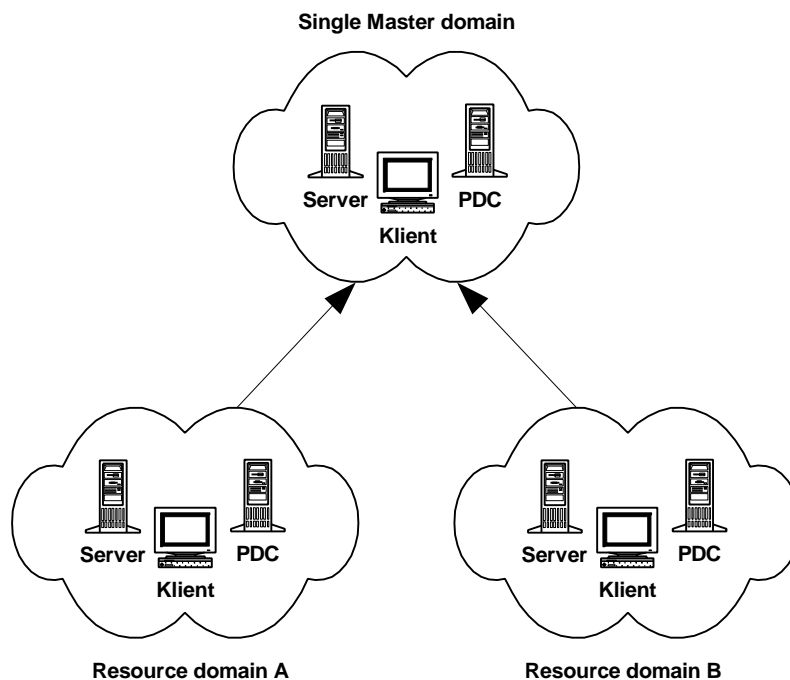 Single Master domain
Server
PDC
Klient
Server
PDC
Klient
Server
PDC
Klient
Resource domain A
Resource domain B